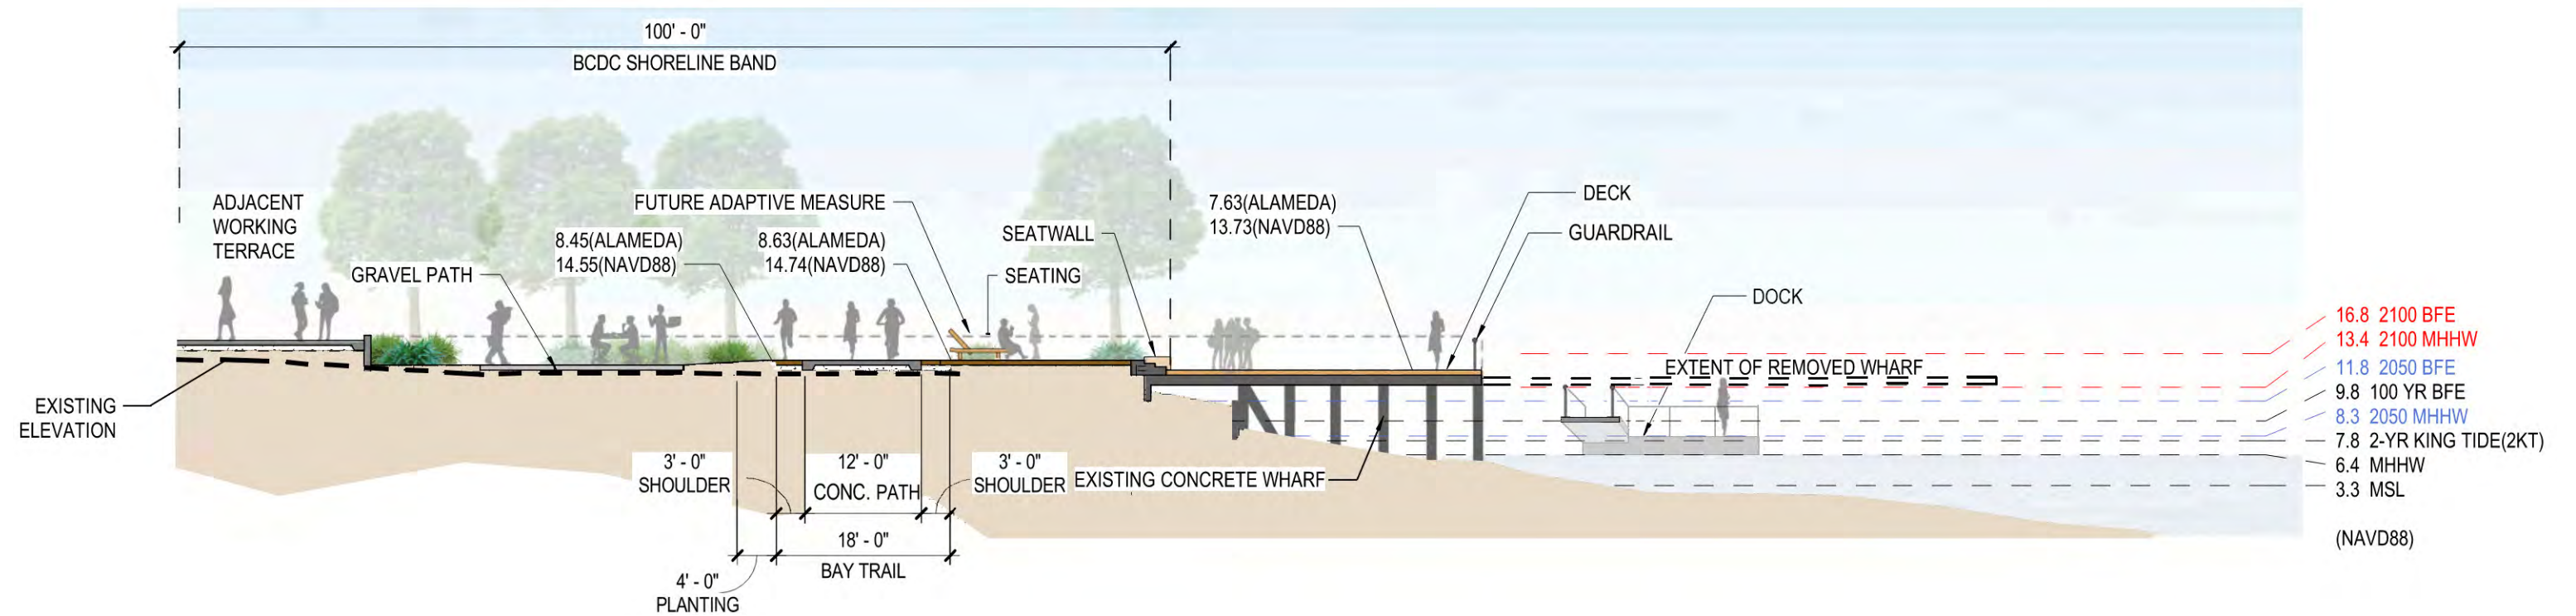 100' - 0"
BCDC SHORELINE BAND
ADJACENT
WORKING
TERRACE
GRAVEL PATH
8.45(ALAMEDA)
14.55(NAVD88)
FUTURE ADAPTIVE MEASURE
8.63(ALAMEDA)
14.74(NAVD88)
SEATWALL
SEATING
7.63(ALAMEDA)
13.73(NAVD88)
DECK
GUARDRAIL
DOCK
EXTENT OF REMOVED WHARF
EXISTING
ELEVATION
3' - 0"
SHOULDER
12' - 0"
CONC. PATH
3' - 0"
SHOULDER
EXISTING CONCRETE WHARF
18' - 0"
BAY TRAIL
4' - 0"
PLANTING
16.8 2100 BFE
13.4 2100 MHHW
11.8 2050 BFE
9.8 100 YR BFE
8.3 2050 MHHW
7.8 2-YR KING TIDE(2KT)
6.4 MHHW
3.3 MSL
(NAVD88)